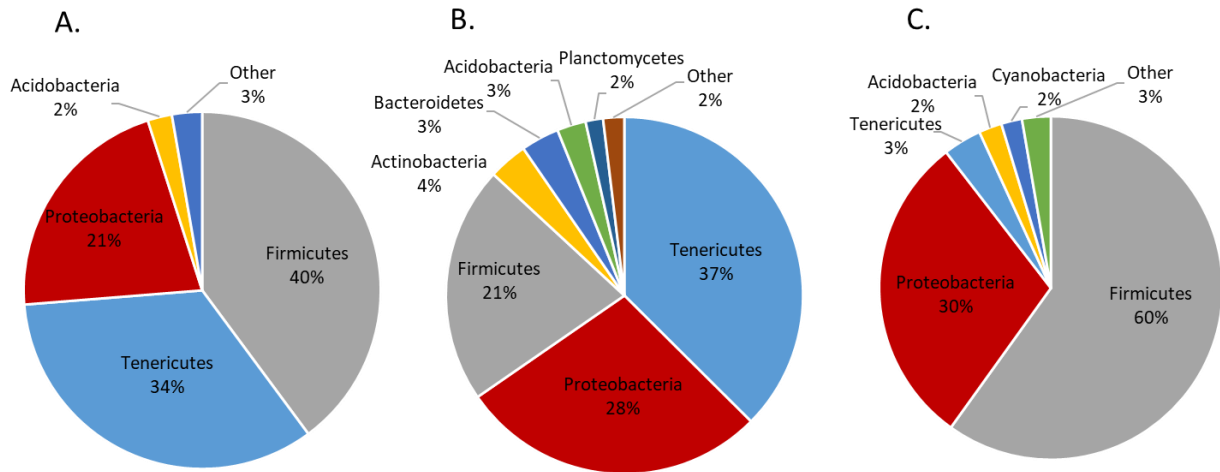 A.
Acidobacteria
2%
Other
3%
Proteobacteria
21%
Firmicutes
40%
Tenericutes
34%
B.
Planctomycetes
2%
Acidobacteria
3%
Other
2%
Bacteroidetes
3%
Actinobacteria
4%
Tenericutes
37%
Firmicutes
21%
Proteobacteria
28%
C.
Acidobacteria
2%
Cyanobacteria
2%
Other
3%
Tenericutes
3%
Proteobacteria
30%
Firmicutes
60%